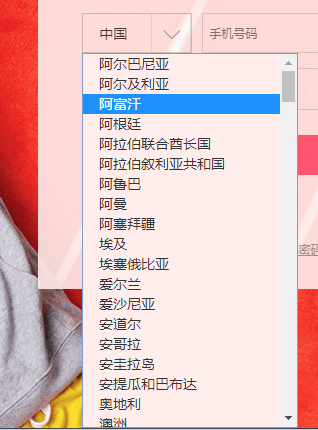 中国 手机号码
阿尔巴尼亚
阿尔及利亚
阿富汗
阿根廷
阿拉伯联合酋长国
阿拉伯叙利亚共和国
阿鲁巴
阿曼
阿塞拜疆
埃及
埃塞俄比亚
爱尔兰
爱沙尼亚
安道尔
密码
安哥拉
安圭拉岛
安提瓜和巴布达
奥地利
澳洲